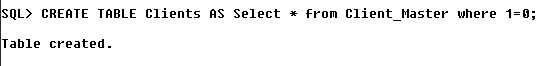 SQL> CREATE TABLE Clients AS Select * from Client_Master where 1=0;
Table created.